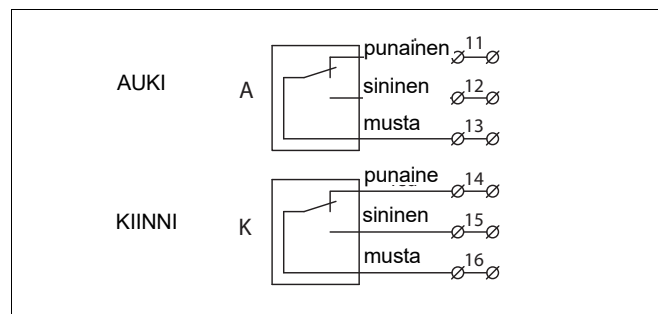 punainen 11
AUKI A sininen 12
musta 13
punaine 14
KIINNI K sininen 15
musta 16